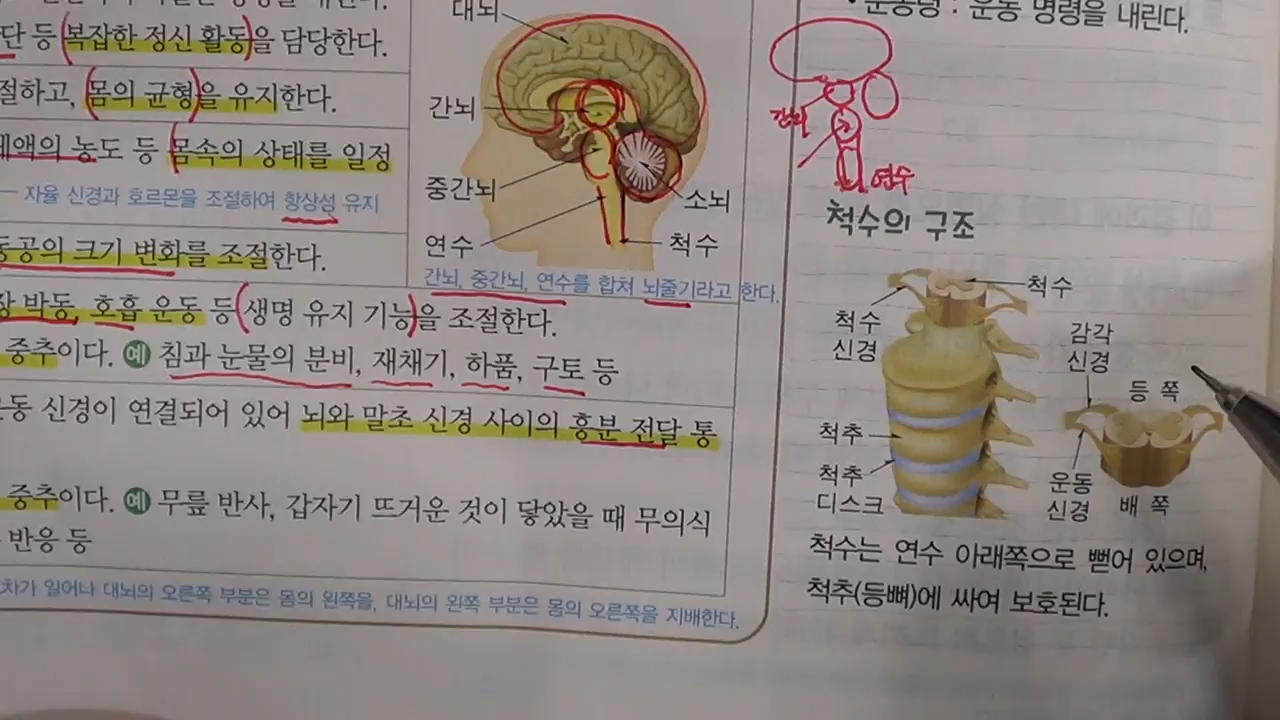 단 등 복잡한 정신 활동을 담당한다.
절하고, 몸의 균형을 유지한다.
체액의 농도 등 몸속의 상태를 일정
자율 신경과 호르몬을 조절하여 항상성 유지
동공의 크기 변화를 조절한다.
장 박동, 호흡 운동 등 생명 유지 기능을 조절한다.
중추이다. 예 침과 눈물의 분비, 재채기, 하품, 구토 등
운동 신경이 연결되어 있어 뇌와 말초 신경 사이의 흥분 전달 통
중추이다. 예 무릎 반사, 갑자기 뜨거운 것이 닿았을 때 무의식
반응 등
차가 일어나 대뇌의 오른쪽 부분은 몸의 왼쪽을, 대뇌의 왼쪽 부분은 몸의 오른쪽을 지배한다.
대뇌
간뇌
중간뇌
소뇌
연수
척수
간뇌, 중간뇌, 연수를 합쳐 뇌줄기라고 한다.
• 운동령 : 운동 명령을 내린다.
간뇌
연수
척수의 구조
척수
척수
신경
척추
척추
디스크
감각
신경
등 쪽
운동
신경
배 쪽
척수는 연수 아래쪽으로 뻗어 있으며,
척추(등뼈)에 싸여 보호된다.